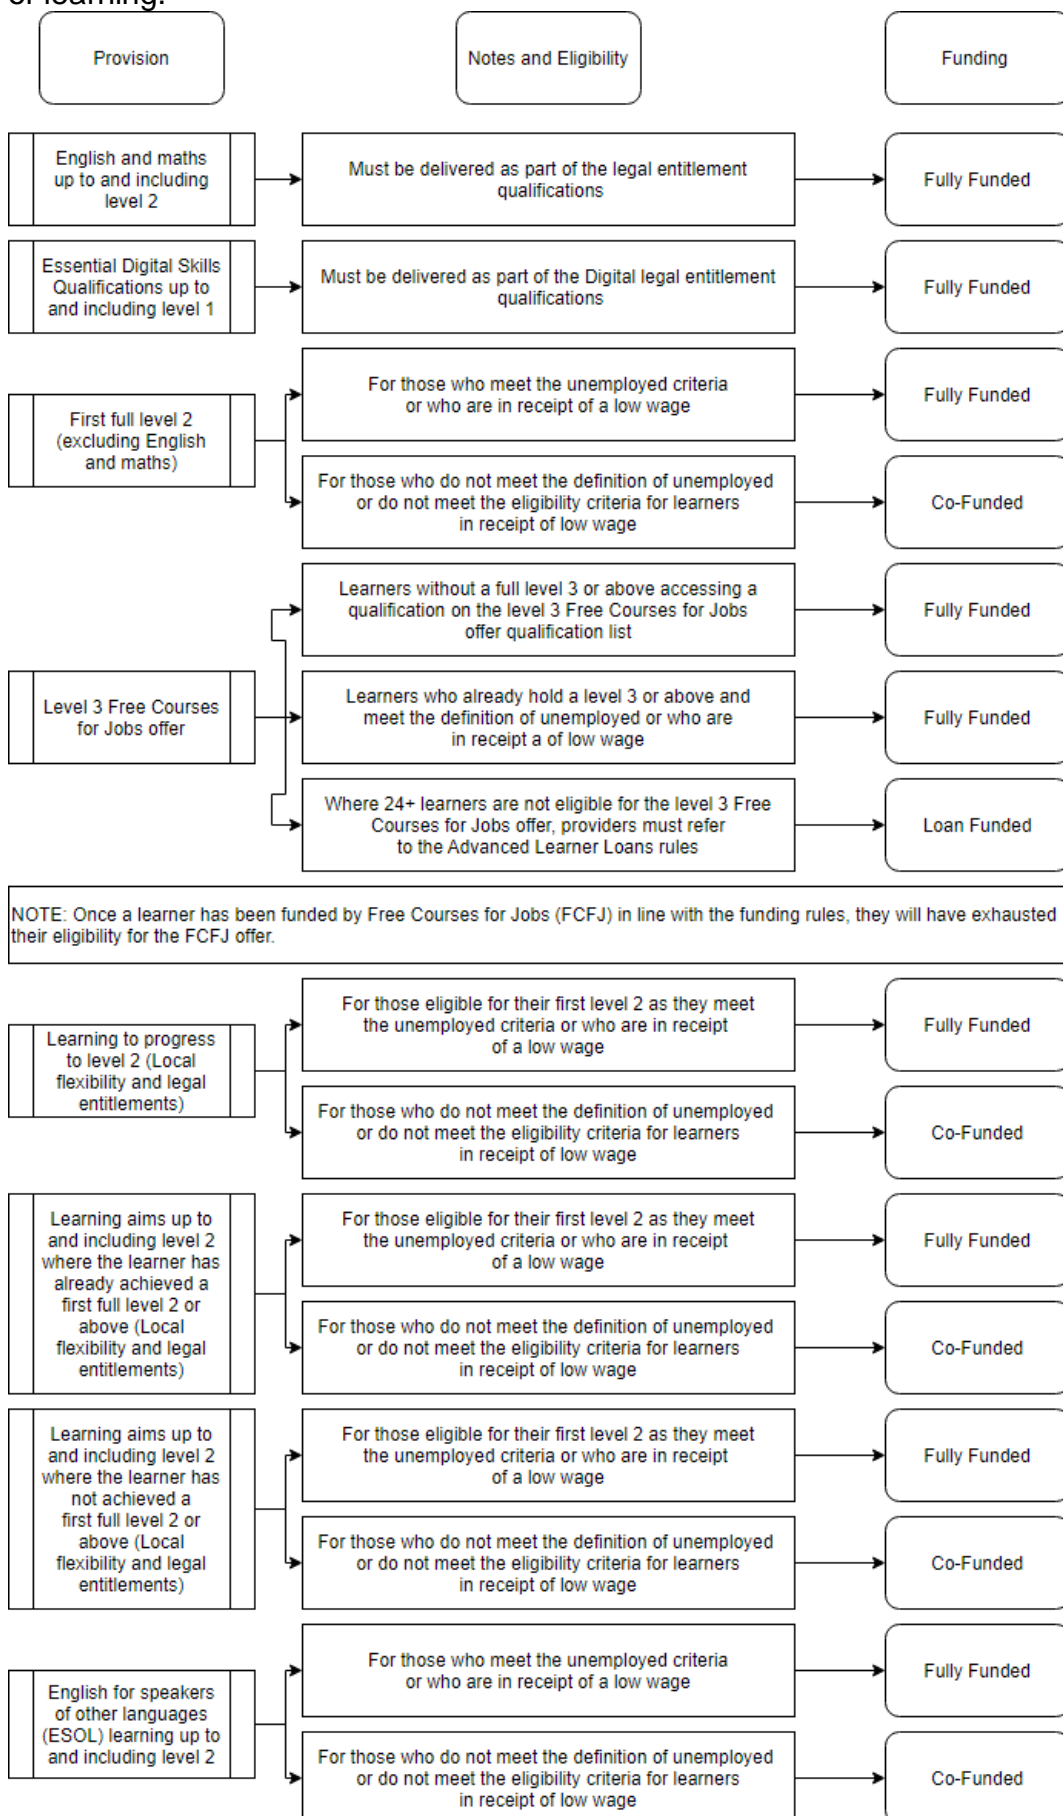 of learning.
Provision
Notes and Eligibility
Funding
English and maths
up to and including
level 2
Must be delivered as part of the legal entitlement
qualifications
Fully Funded
Essential Digital Skills
Qualifications up to
and including level 1
Must be delivered as part of the Digital legal entitlement
qualifications
Fully Funded
First full level 2
(excluding English
and maths)
For those who meet the unemployed criteria
or who are in receipt of a low wage
Fully Funded
For those who do not meet the definition of unemployed
or do not meet the eligibility criteria for learners
in receipt of low wage
Co-Funded
Level 3 Free Courses
for Jobs offer
Learners without a full level 3 or above accessing a
qualification on the level 3 Free Courses for Jobs
offer qualification list
Fully Funded
Learners who already hold a level 3 or above and
meet the definition of unemployed or who are
in receipt a of low wage
Fully Funded
Where 24+ learners are not eligible for the level 3 Free
Courses for Jobs offer, providers must refer
to the Advanced Learner Loans rules
Loan Funded
NOTE: Once a learner has been funded by Free Courses for Jobs (FCFJ) in line with the funding rules, they will have exhausted
their eligibility for the FCFJ offer.
Learning to progress
to level 2 (Local
flexibility and legal
entitlements)
For those eligible for their first level 2 as they meet
the unemployed criteria or who are in receipt
of a low wage
Fully Funded
For those who do not meet the definition of unemployed
or do not meet the eligibility criteria for learners
in receipt of low wage
Co-Funded
Learning aims up to
and including level 2
where the learner has
already achieved a
first full level 2 or
above (Local
flexibility and legal
entitlements)
For those eligible for their first level 2 as they meet
the unemployed criteria or who are in receipt
of a low wage
Fully Funded
For those who do not meet the definition of unemployed
or do not meet the eligibility criteria for learners
in receipt of low wage
Co-Funded
Learning aims up to
and including level 2
where the learner has
not achieved a
first full level 2 or
above (Local
flexibility and legal
entitlements)
For those eligible for their first level 2 as they meet
the unemployed criteria or who are in receipt
of a low wage
Fully Funded
For those who do not meet the definition of unemployed
or do not meet the eligibility criteria for learners
in receipt of low wage
Co-Funded
English for speakers
of other languages
(ESOL) learning up to
and including level 2
For those who meet the unemployed criteria
or who are in receipt of a low wage
Fully Funded
For those who do not meet the definition of unemployed
or do not meet the eligibility criteria for learners
in receipt of low wage
Co-Funded